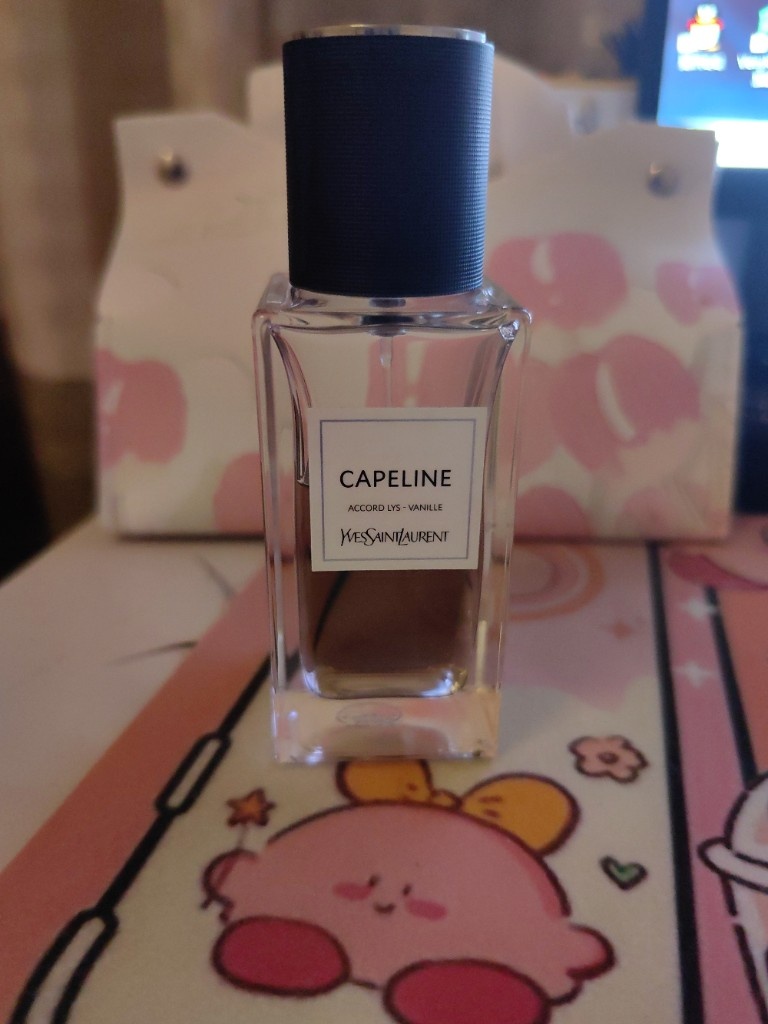 CAPELINE
ACCORD LYS - VANILLE
YVESSAINTLAURENT